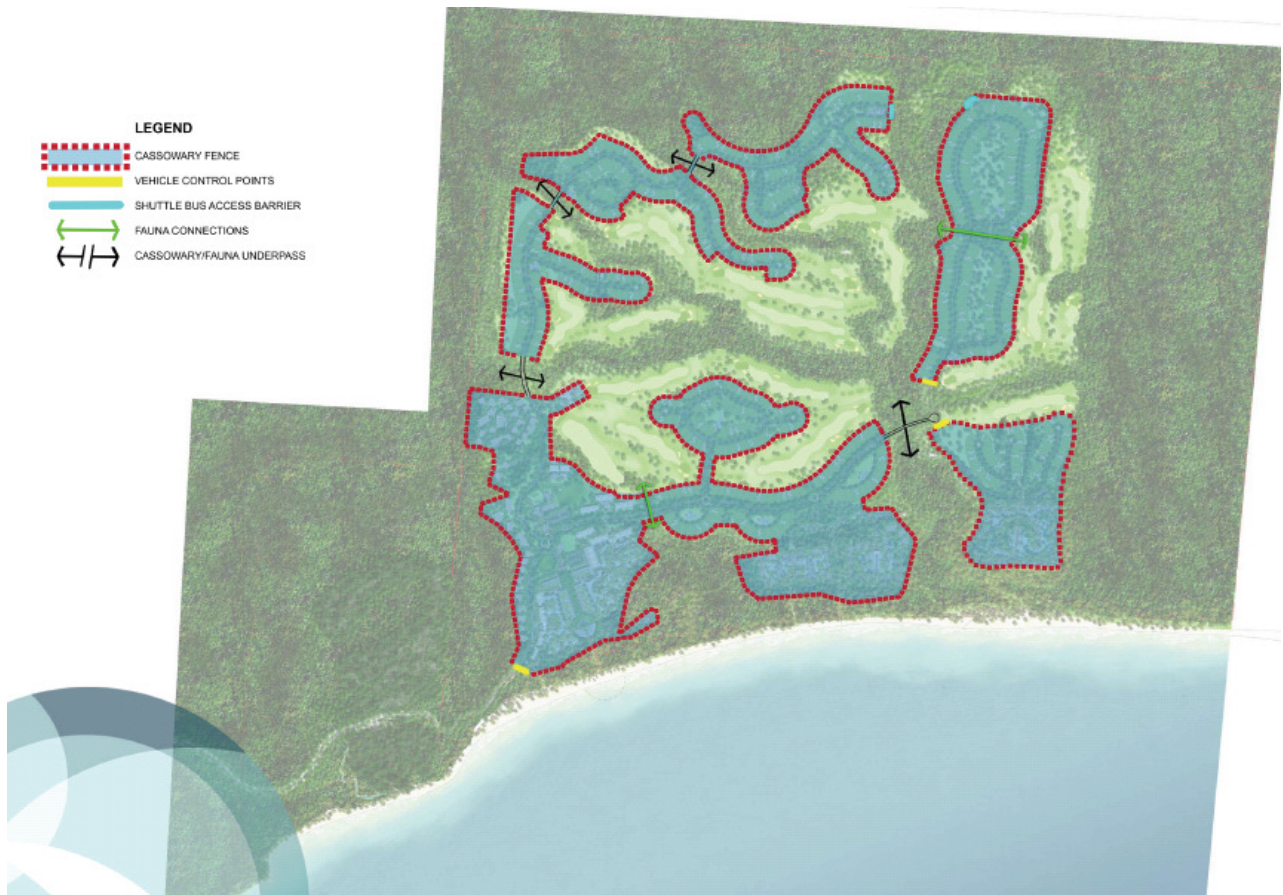 LEGEND
CASSOWARY FENCE
VEHICLE CONTROL POINTS
SHUTTLE BUS ACCESS BARRIER
FAUNA CONNECTIONS
CASSOWARY/FAUNA UNDERPASS